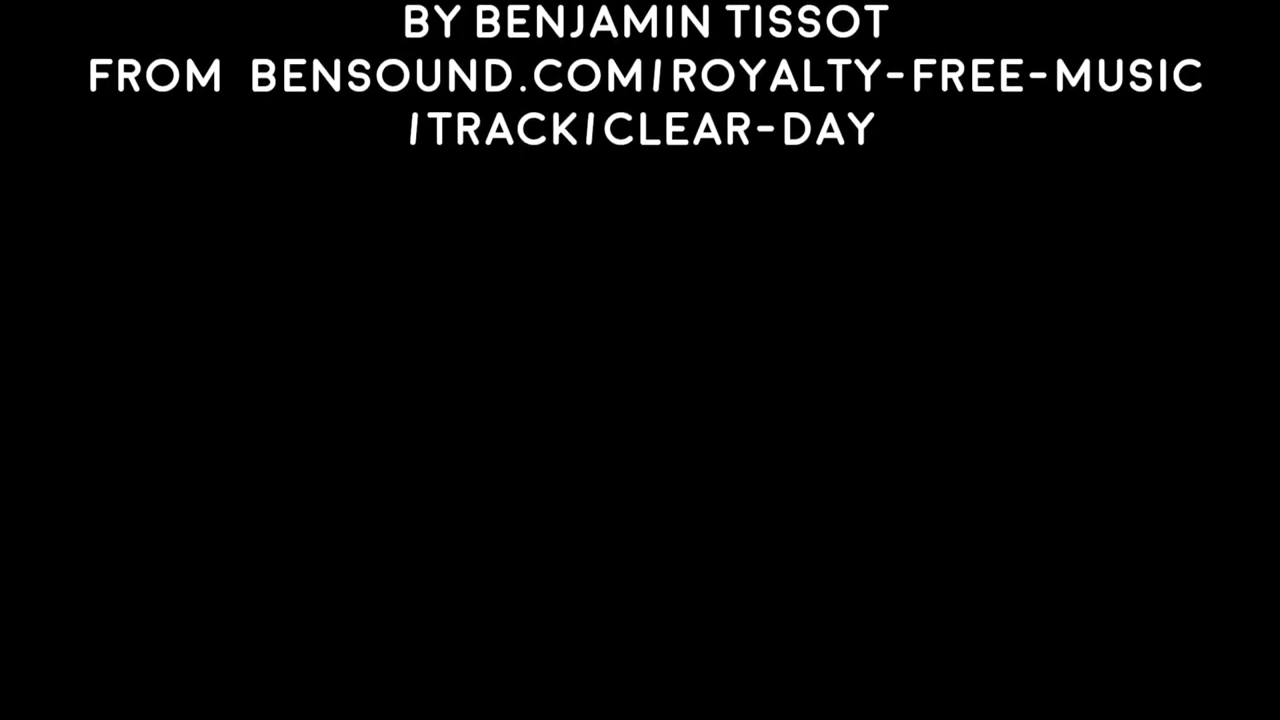 BY BENJAMIN TISSOT
FROM BENSOUND.COM/ROYALTY-FREE-MUSIC
/TRACK/CLEAR-DAY